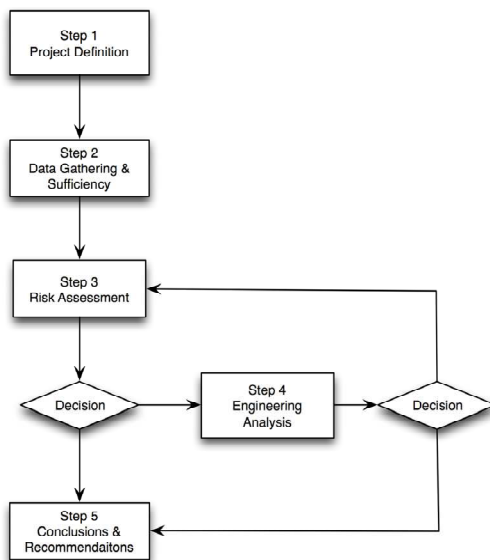 Step 1
Project Definition
Step 2
Data Gathering &
Sufficiency
Step 3
Risk Assessment
Decision
Step 4
Engineering
Analysis
Decision
Step 5
Conclusions &
Recommendaitons